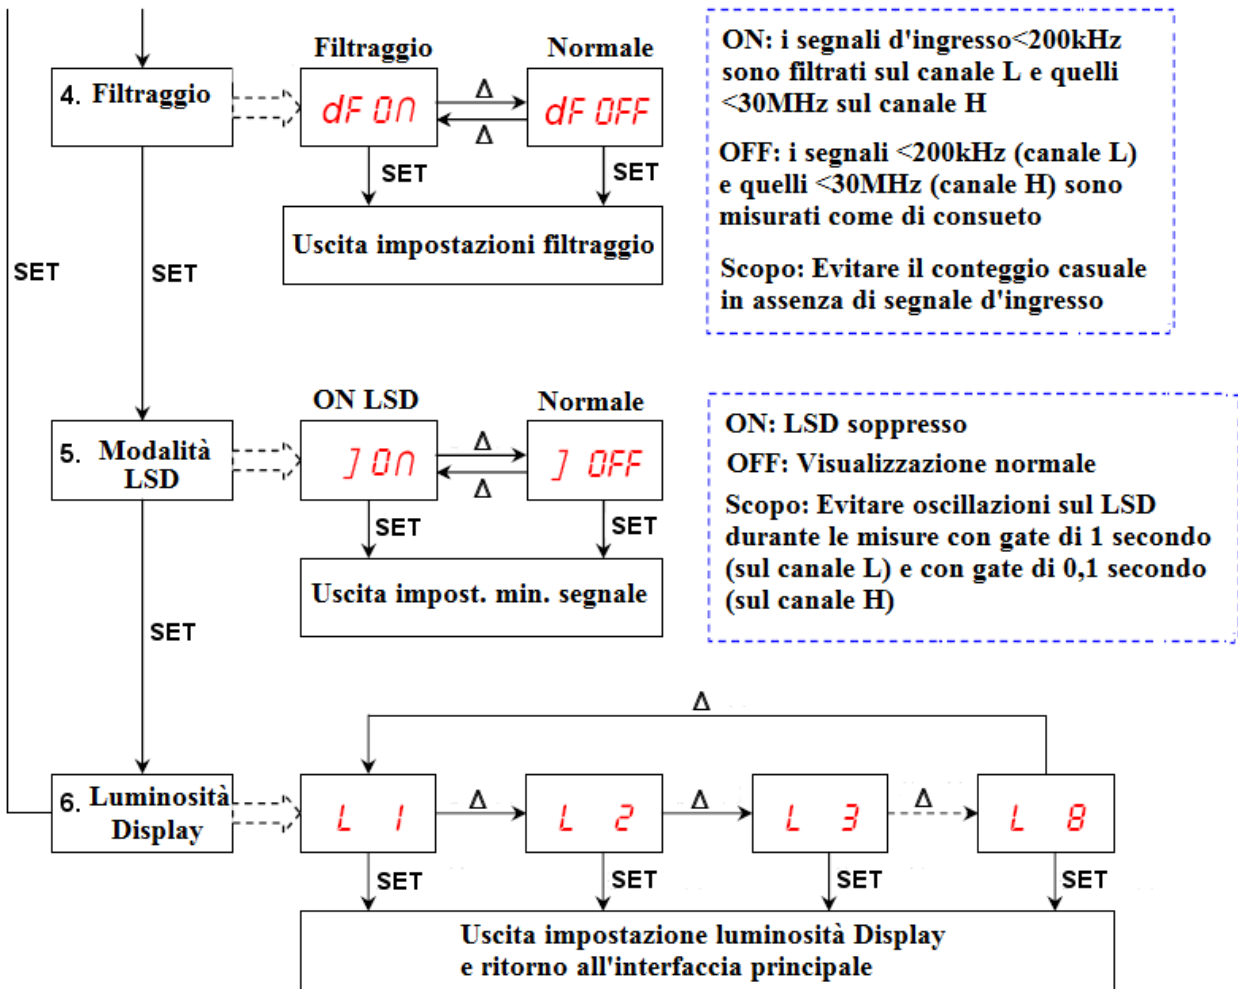 Filtraggio
Normale
4. Filtraggio
dF ON
Δ
Δ
dF OFF
SET
SET
Uscita impostazioni filtraggio
ON: i segnali d'ingresso<200kHz
sono filtrati sul canale L e quelli
<30MHz sul canale H
OFF: i segnali <200kHz (canale L)
e quelli <30MHz (canale H) sono
misurati come di consueto
Scopo: Evitare il conteggio casuale
in assenza di segnale d'ingresso
SET
SET
ON LSD
Normale
5. Modalità
LSD
] ON
Δ
Δ
] OFF
SET
SET
Uscita impost. min. segnale
ON: LSD soppresso
OFF: Visualizzazione normale
Scopo: Evitare oscillazioni sul LSD
durante le misure con gate di 1 secondo
(sul canale L) e con gate di 0,1 secondo
(sul canale H)
SET
Δ
6. Luminosità
Display
L 1
Δ
L 2
Δ
L 3
Δ
L 8
SET
SET
SET
SET
Uscita impostazione luminosità Display
e ritorno all'interfaccia principale